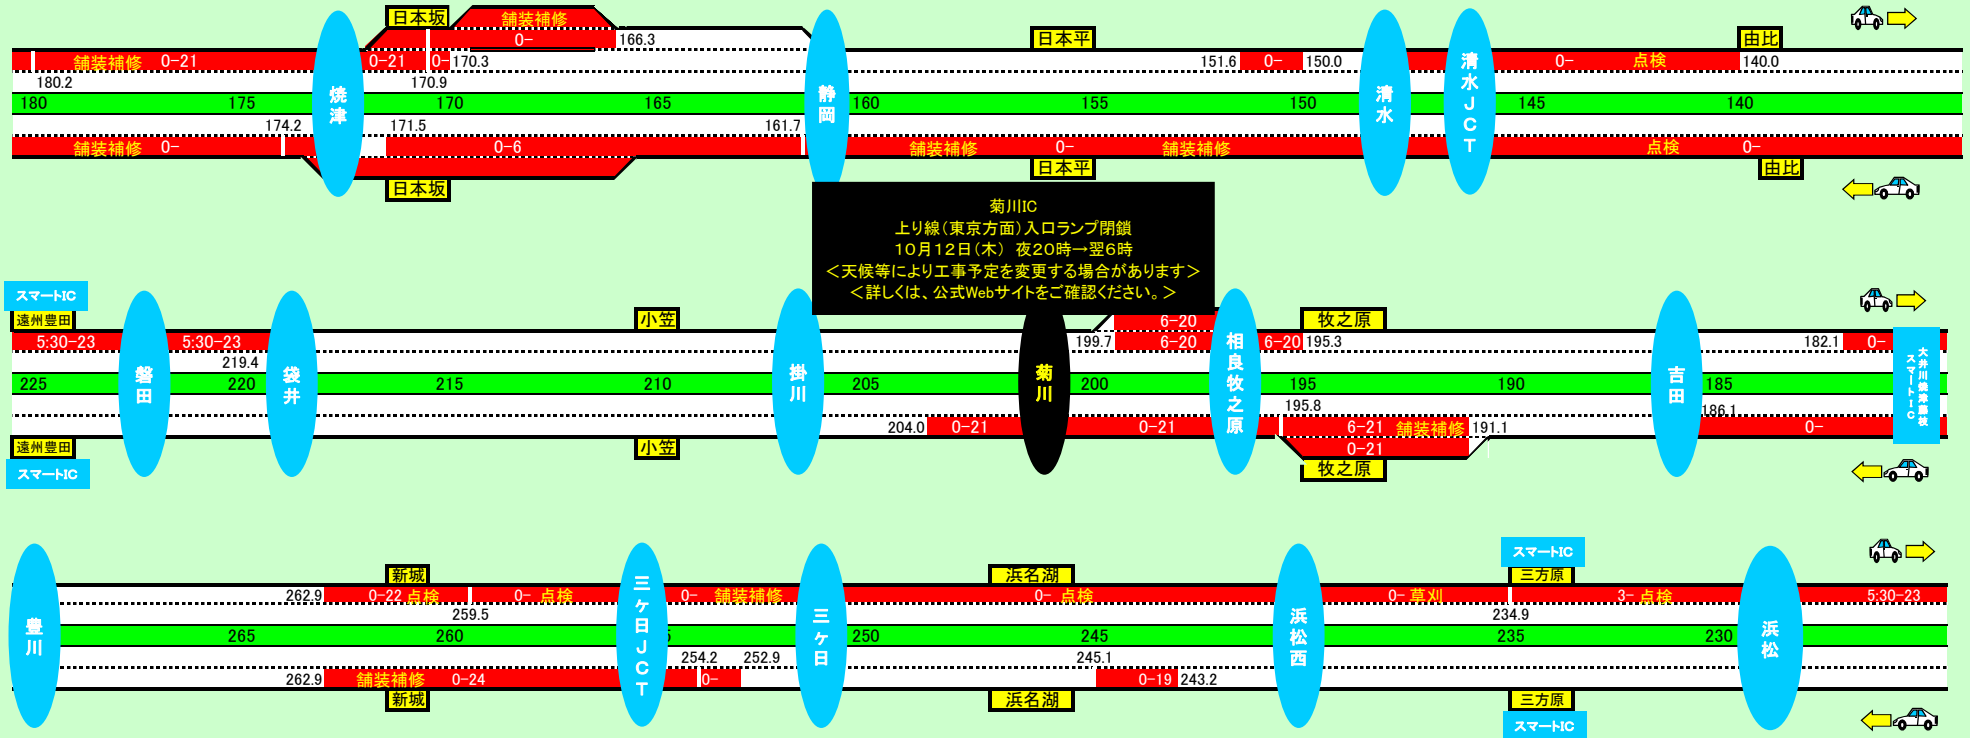 日本坂
舗装補修
0-
166.3
日本平
由比
舗装補修 0-21
0-21
0-
170.3
151.6
0-
150.0
0-
点検
140.0
180.2
170.9
180
175
170
165
160
155
150
145
140
焼津
静岡
清水
清水JCT
174.2
171.5
161.7
舗装補修 0-
0-6
舗装補修
0-
舗装補修
点検
0-
日本坂
日本平
由比
菊川IC
上り線(東京方面)入口ランプ閉鎖
10月12日(木) 夜20時→翌6時
<天候等により工事予定を変更する場合があります>
<詳しくは、公式Webサイトをご確認ください。>
スマートIC
遠州豊田
小笠
牧之原
6-20
5:30-23
5:30-23
199.7
6-20
6-20
195.3
182.1
0-
219.4
225
220
215
210
205
200
195
190
185
磐田
袋井
掛川
菊川
相良牧之原
吉田
大井川焼津藤枝
スマートIC
195.8
186.1
204.0
0-21
0-21
6-21
舗装補修
191.1
0-
0-21
遠州豊田
小笠
牧之原
スマートIC
スマートIC
新城
浜名湖
三方原
262.9
0-22 点検
0- 点検
0- 舗装補修
0- 点検
0- 草刈
3- 点検
5:30-23
259.5
234.9
265
260
250
245
235
230
豊川
三ヶ日JCT
三ヶ日
浜松西
浜松
254.2
252.9
245.1
262.9
舗装補修
0-24
0-
0-19
243.2
新城
浜名湖
三方原
スマートIC